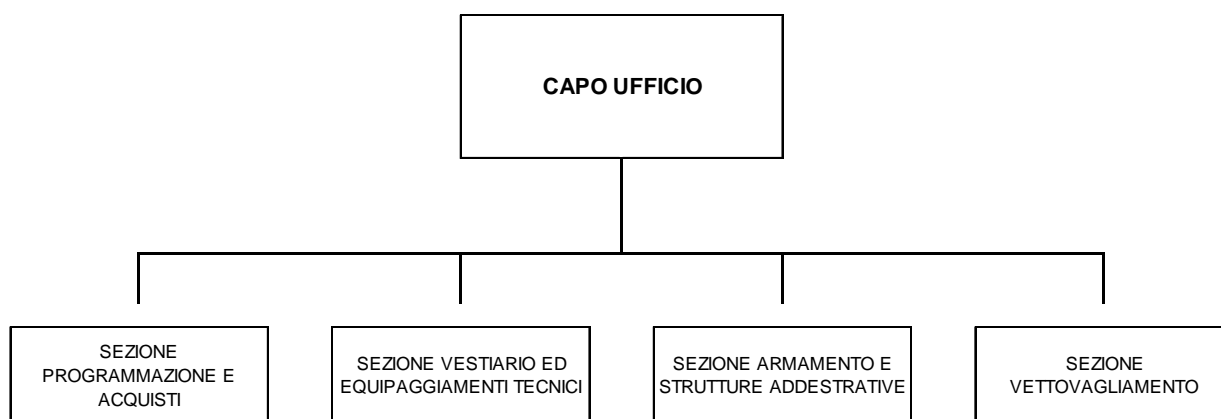 CAPO UFFICIO
SEZIONE
PROGRAMMAZIONE E
ACQUISTI
SEZIONE VESTIARIO ED
EQUIPAGGIAMENTI TECNICI
SEZIONE ARMAMENTO E
STRUTTURE ADDESTRATIVE
SEZIONE
VETTOVAGLIAMENTO